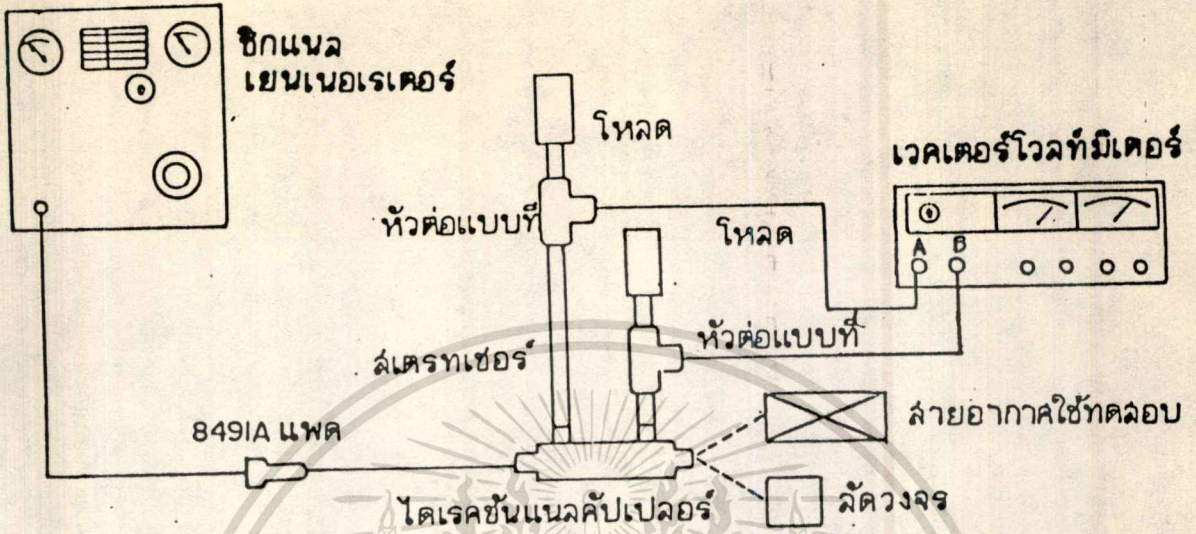 ซิกแนล
เยนเนอเรเตอร์
โหลด
เวคเตอร์โวลท์มิเตอร์
หัวต่อแบบที
โหลด
A B
หัวต่อแบบที
สเตรทเชอร์
8491A แพด
สายอากาศใช้ทดสอบ
ไดเรคชันแนลคัปเปลอร์
ลัดวงจร